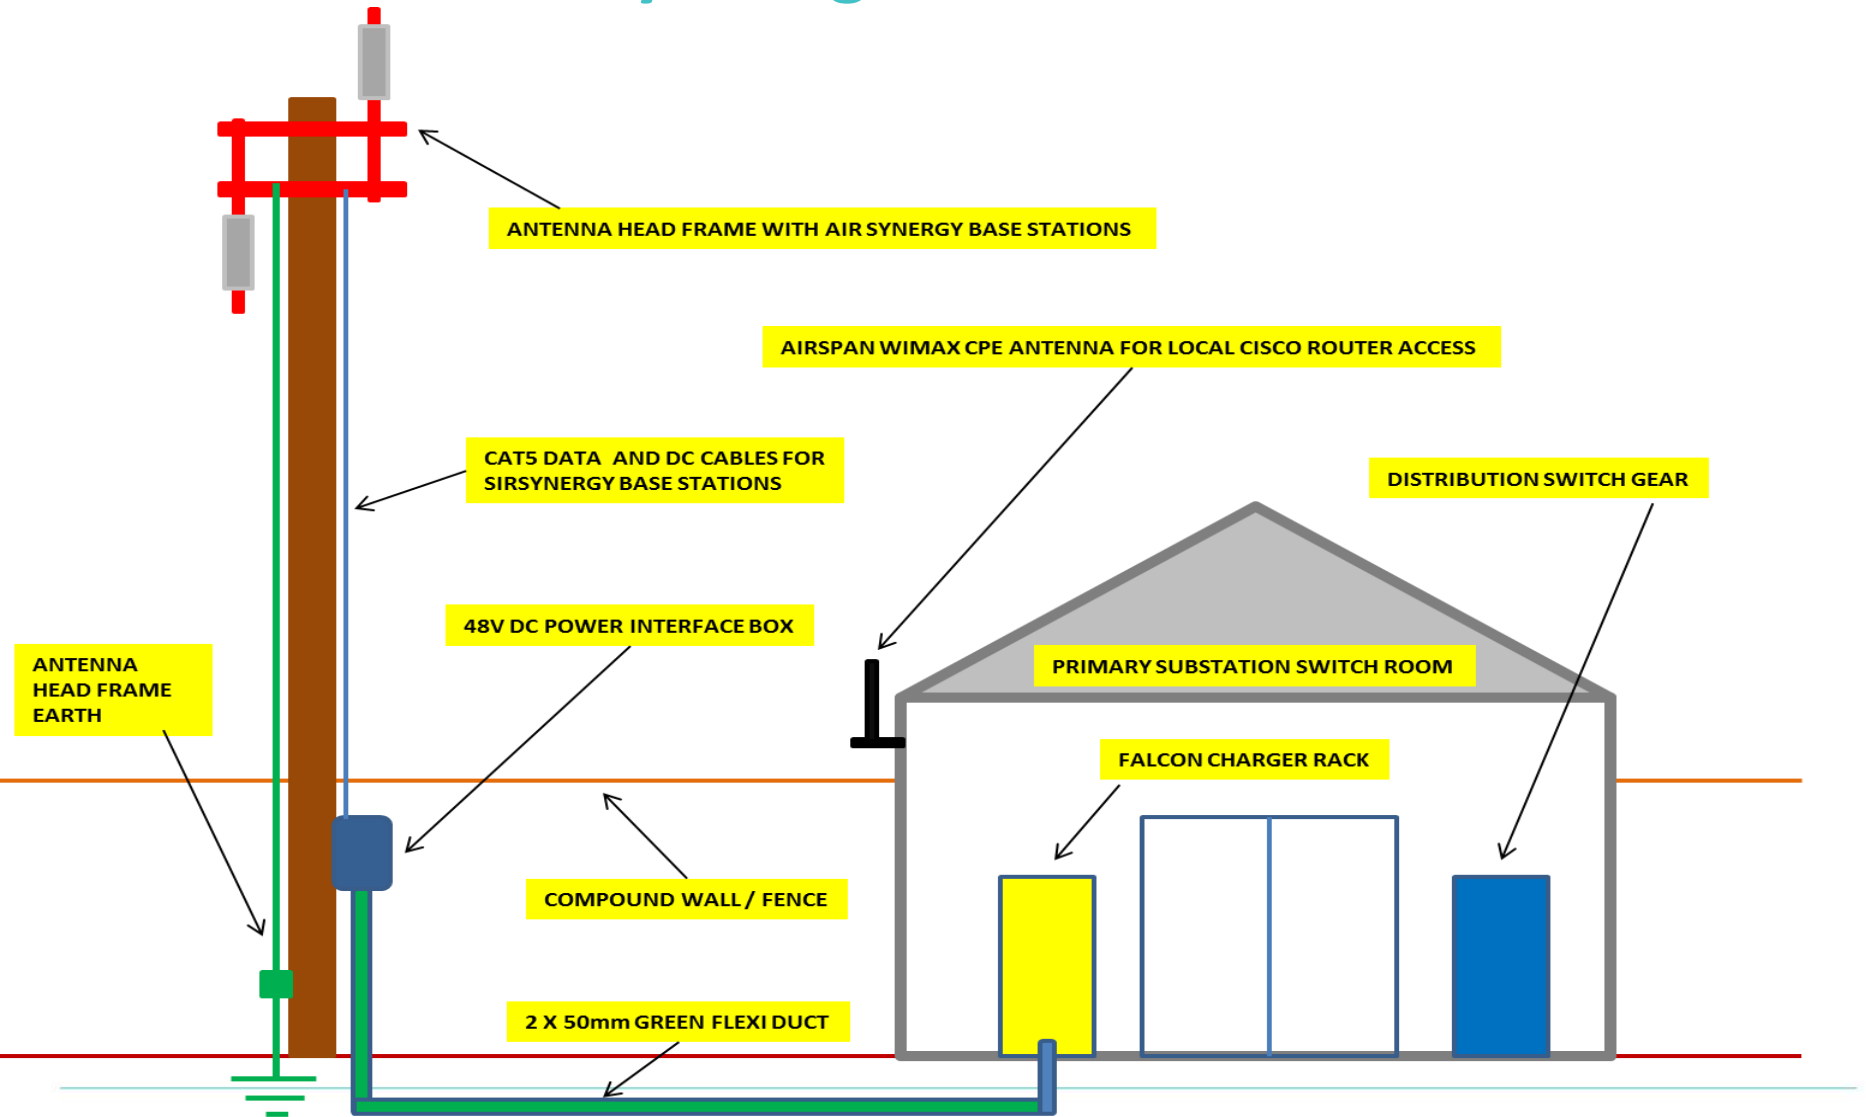 ANTENNA HEAD FRAME WITH AIR SYNERGY BASE STATIONS
AIRSPAN WIMAX CPE ANTENNA FOR LOCAL CISCO ROUTER ACCESS
CAT5 DATA AND DC CABLES FOR
SIRSYNERGY BASE STATIONS
DISTRIBUTION SWITCH GEAR
48V DC POWER INTERFACE BOX
ANTENNA
HEAD FRAME
EARTH
PRIMARY SUBSTATION SWITCH ROOM
FALCON CHARGER RACK
COMPOUND WALL / FENCE
2 X 50mm GREEN FLEXI DUCT